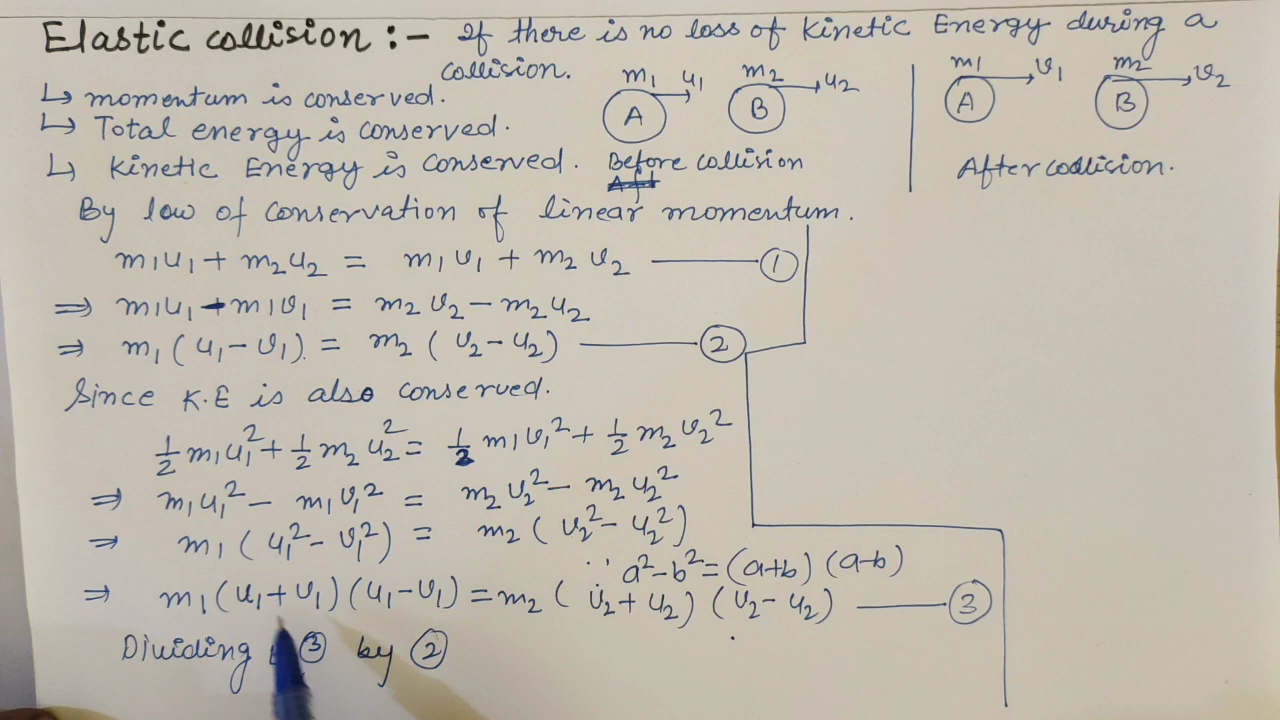 Elastic collision :- If there is no loss of Kinetic Energy during a
collision.
↳ momentum is conserved.
↳ Total energy is conserved.
↳ Kinetic Energy is conserved.
m₁ u₁ m₂ u₂
A B
Before collision
m₁ v₁ m₂ v₂
A B
After collision.
By law of conservation of linear momentum.
m₁u₁ + m₂u₂ = m₁v₁ + m₂v₂ — ①
⇒ m₁u₁ - m₁v₁ = m₂v₂ - m₂u₂
⇒ m₁(u₁-v₁) = m₂(v₂-u₂) — ②
Since K.E is also conserved.
½ m₁u₁² + ½ m₂u₂² = ½ m₁v₁² + ½ m₂v₂²
⇒ m₁u₁² - m₁v₁² = m₂v₂² - m₂u₂²
⇒ m₁(u₁² - v₁²) = m₂(v₂² - u₂²)
∵ a²-b² = (a+b)(a-b)
⇒ m₁(u₁+v₁)(u₁-v₁) = m₂(v₂+u₂)(v₂-u₂) — ③
Dividing ③ by ②